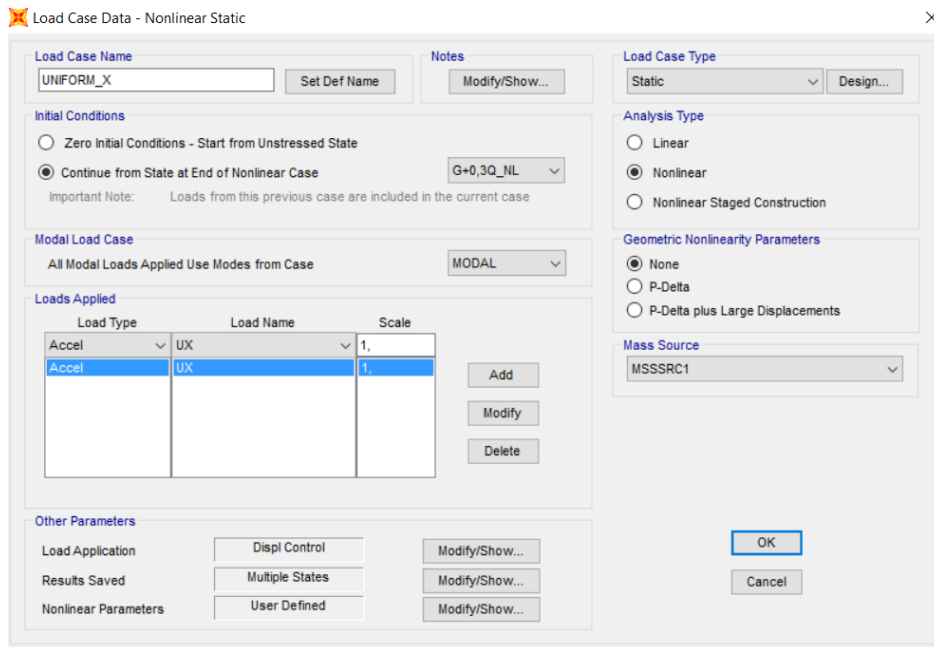 Load Case Data - Nonlinear Static
Load Case Name
UNIFORM_X
Set Def Name
Notes
Modify/Show...
Load Case Type
Static
Design...
Initial Conditions
Zero Initial Conditions - Start from Unstressed State
Continue from State at End of Nonlinear Case
G+0,3Q_NL
Important Note: Loads from this previous case are included in the current case
Analysis Type
Linear
Nonlinear
Nonlinear Staged Construction
Modal Load Case
All Modal Loads Applied Use Modes from Case
MODAL
Geometric Nonlinearity Parameters
None
P-Delta
P-Delta plus Large Displacements
Loads Applied
Load Type Load Name Scale
Accel UX 1,
Accel UX 1,
Add
Modify
Delete
Mass Source
MSSSRC1
Other Parameters
Load Application Displ Control Modify/Show...
Results Saved Multiple States Modify/Show...
Nonlinear Parameters User Defined Modify/Show...
OK
Cancel